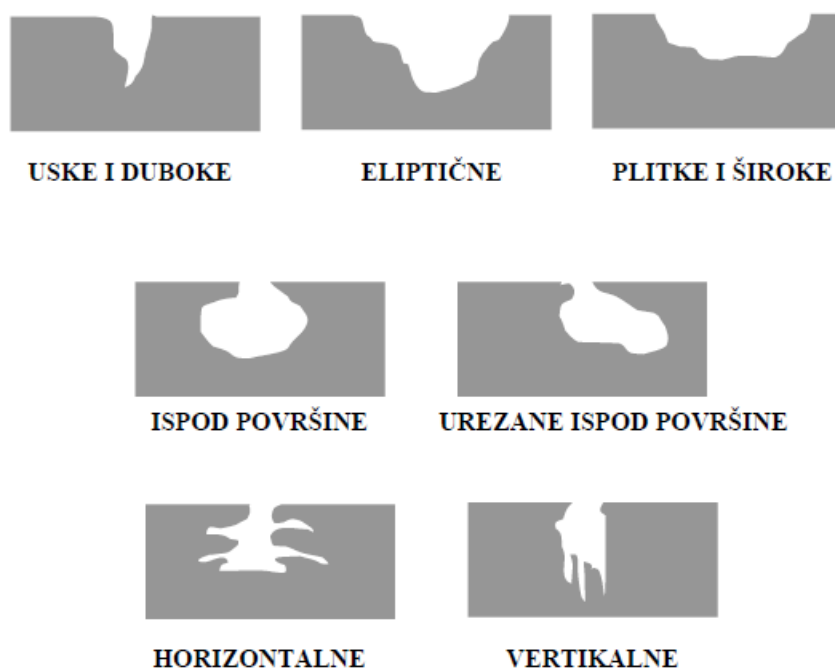 USKE I DUBOKE
ELIPTIČNE
PLITKE I ŠIROKE
ISPOD POVRŠINE
UREZANE ISPOD POVRŠINE
HORIZONTALNE
VERTIKALNE